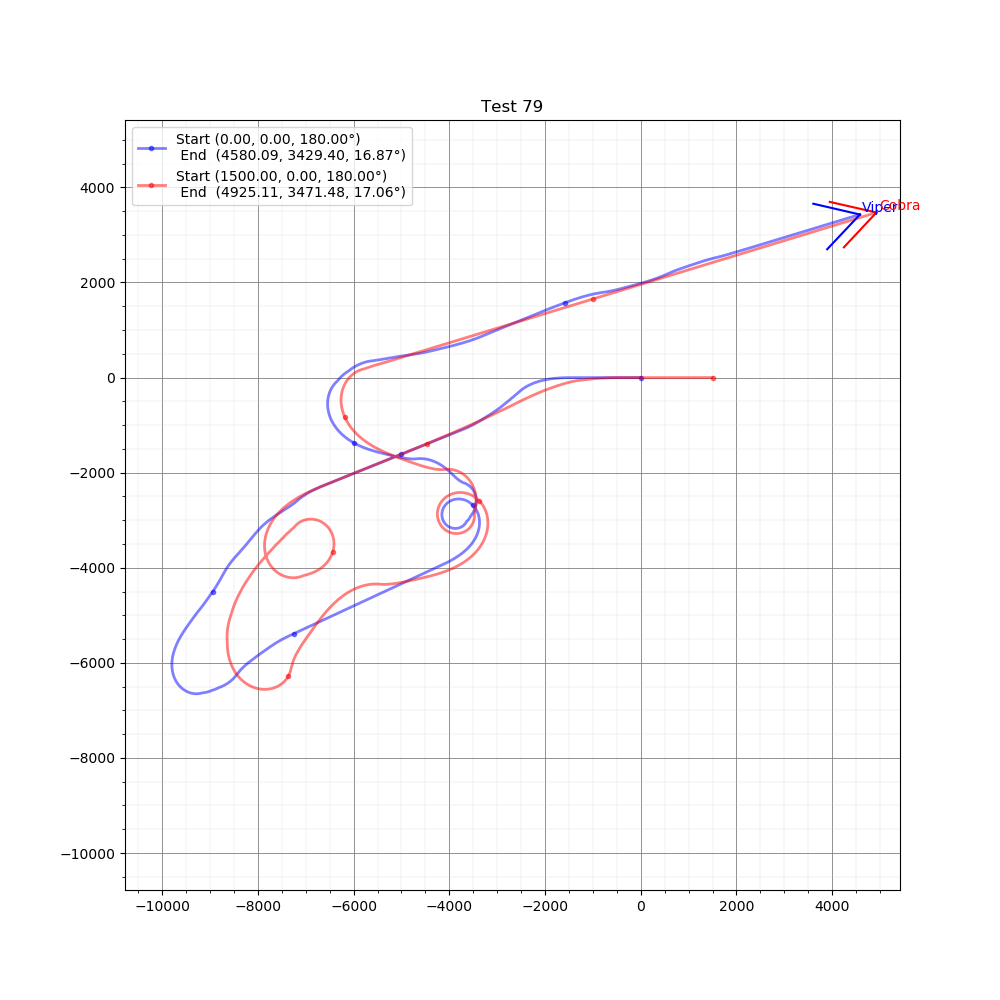 Test 79
Start (0.00, 0.00, 180.00°)
End  (4580.09, 3429.40, 16.87°)
Start (1500.00, 0.00, 180.00°)
End  (4925.11, 3471.48, 17.06°)
Viper
Cobra
4000
2000
0
−2000
−4000
−6000
−8000
−10000
−10000 −8000 −6000 −4000 −2000 0 2000 4000